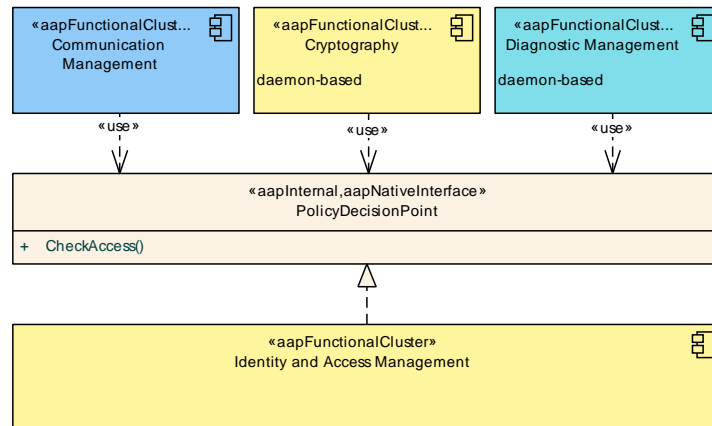 «aapFunctionalClust...
Communication
Management
«aapFunctionalClust...
Cryptography
daemon-based
«aapFunctionalClust...
Diagnostic Management
daemon-based
«use»
«use»
«use»
«aapInternal,aapNativeInterface»
PolicyDecisionPoint
+ CheckAccess()
«aapFunctionalCluster»
Identity and Access Management